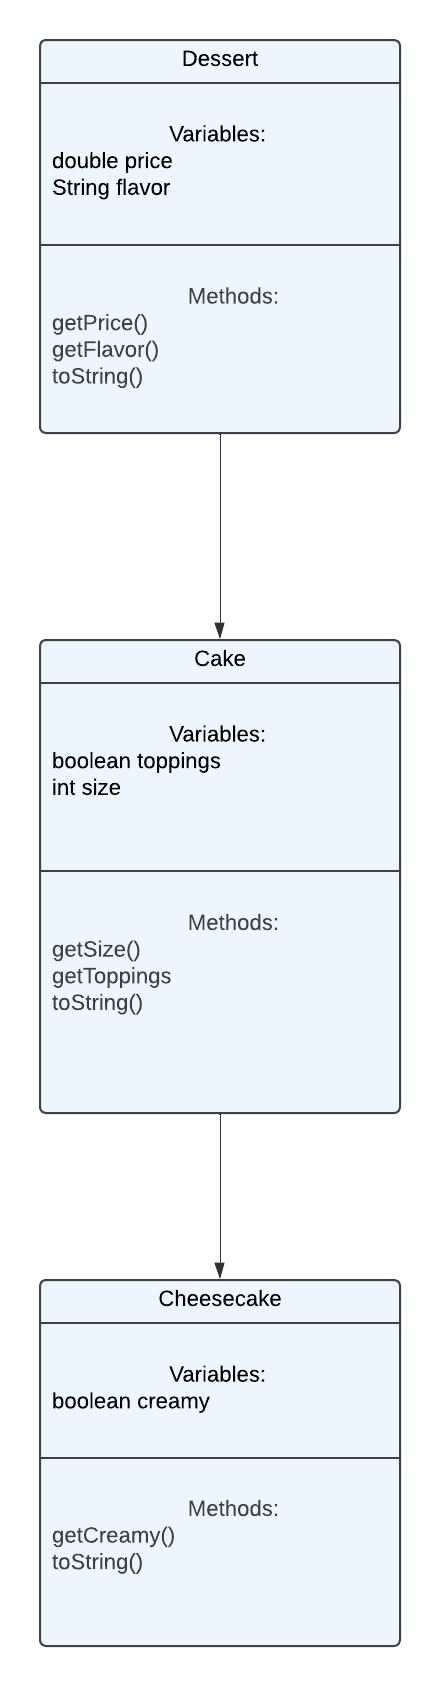 Dessert
Variables:
double price
String flavor
Methods:
getPrice()
getFlavor()
toString()
Cake
Variables:
boolean toppings
int size
Methods:
getSize()
getToppings
toString()
Cheesecake
Variables:
boolean creamy
Methods:
getCreamy()
toString()